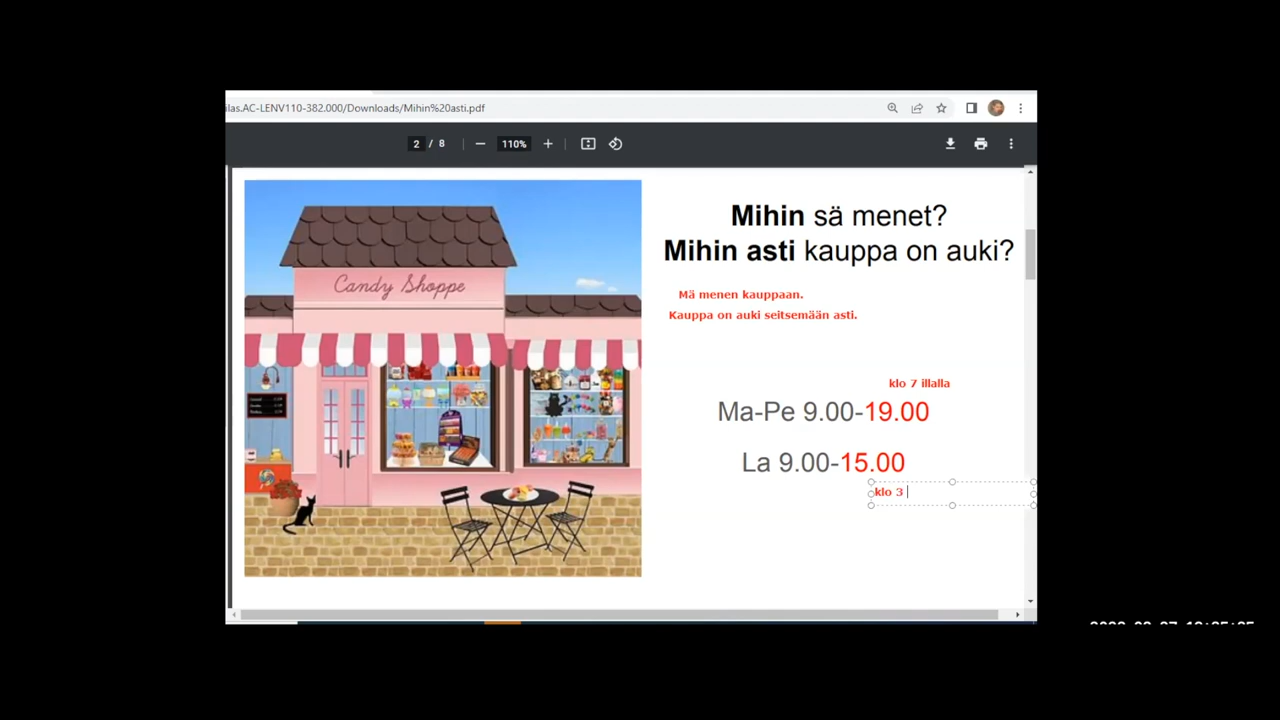 ilas.AC-LENV110-382.000/Downloads/Mihin%20asti.pdf
2 / 8
110%
Candy Shoppe
Mihin sä menet?
Mihin asti kauppa on auki?
Mä menen kauppaan.
Kauppa on auki seitsemään asti.
klo 7 illalla
Ma-Pe 9.00-19.00
La 9.00-15.00
klo 3